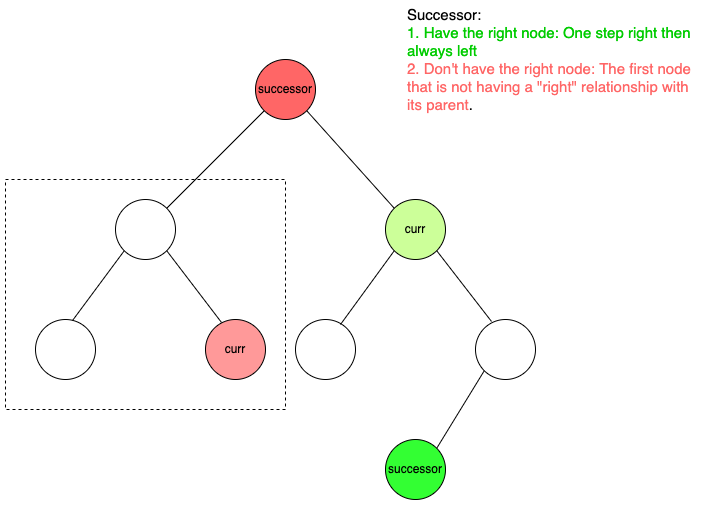 Successor:
1. Have the right node: One step right then
always left
2. Don't have the right node: The first node
that is not having a "right" relationship with
its parent.
successor
curr
curr
successor